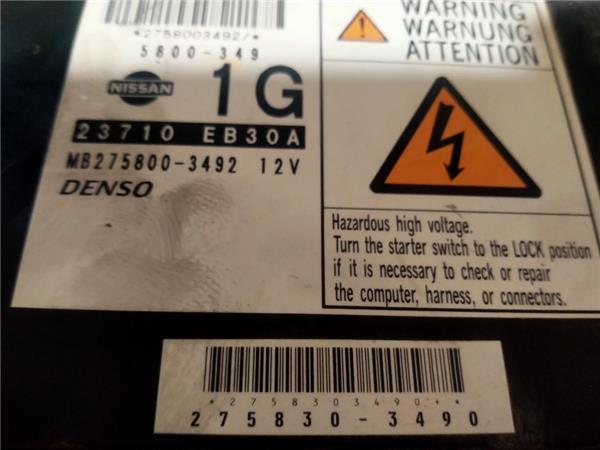 *2758003492/*
5800-349
NISSAN
1G
23710 EB30A
MB275800-3492 12V
DENSO
WARNING
WARNUNG
ATTENTION
Hazardous high voltage.
Turn the starter switch to the LOCK position
if it is necessary to check or repair
the computer, harness, or connectors.
*2758303490+*
275830-3490